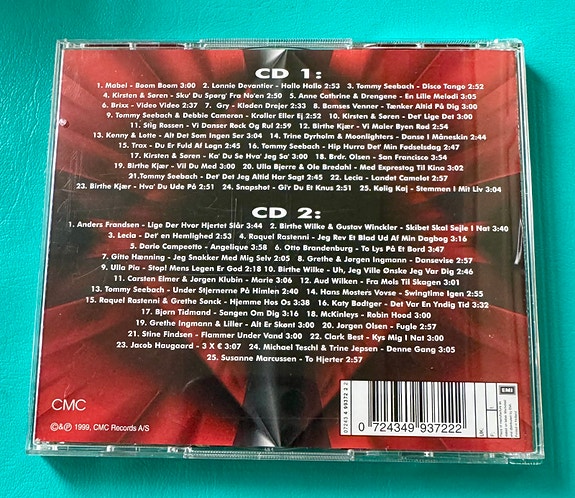 CD 1:
1. Mabel - Boom Boom 3:00  2. Lonnie Devantier - Hallo Hallo 3:00  3. Tommy Seebach - Disco Tango 2:52
4. Kirsten & Søren - Sku' Du Spørg' Fra No'en 2:50  5. Anne Cathrine & Drengene - En Lille Melodi 3:05
6. Brixx - Video Video 2:37  7. Gry - Kloden Drejer 2:53  8. Bamses Venner - Tænker Altid På Dig 3:00
9. Tommy Seebach & Debbie Cameron - Krøller Eller Ej 2:52  10. Kirsten & Søren - Det' Lige Det 3:00
11. Stig Rossen - Vi Danser Rock Og Rul 2:59  12. Birthe Kjær - Vi Maler Byen Rød 2:54
13. Kenny & Lotte - Alt Det Som Ingen Ser 3:04  14. Trine Dyrholm & Moonlighters - Danse I Måneskin 2:44
15. Trax - Du Er Fuld Af Løgn 2:45  16. Tommy Seebach - Hip Hurra Det' Min Fødselsdag 2:47
17. Kirsten & Søren - Ka' Du Se Hva' Jeg Sa' 3:00  18. Brdr. Olsen - San Francisco 3:54
19. Birthe Kjær - Vil Du Med 3:00  20. Ulla Bjerre & Ole Bredahl - Med Expresstog Til Kina 3:02
21.Tommy Seebach - Det' Det Jeg Altid Har Sagt 2:45  22. Lecia - Landet Camelot 2:57
23. Birthe Kjær - Hva' Du Ude På 2:51  24. Snapshot - Gi'r Du Et Knus 2:51  25. Kølig Kaj - Stemmen I Mit Liv 3:04
CD 2:
1. Anders Frandsen - Lige Der Hvor Hjertet Slår 3:44  2. Birthe Wilke & Gustav Winckler - Skibet Skal Sejle I Nat 3:40
3. Lecia - Det' en Hemlighed 2:53  4. Raquel Rastenni - Jeg Rev Et Blad Ud Af Min Dagbog 3:16
5. Dario Campeotto - Angelique 3:58  6. Otto Brandenburg - To Lys På Et Bord 3:47
7. Gitte Hænning - Jeg Snakker Med Mig Selv  8. Grethe & Jørgen Ingmann - Dansevise 2:57
9. Ulla Pia - Stop! Mens Legen Er God 2:18 10. Birthe Wilke - Uh, Jeg Ville Ønske Jeg Var Dig 2:46
11. Carsten Elmer & Jørgen Klubin - Marie 3:06  12. Aud Wilken - Fra Mols Til Skagen 3:01
13. Tommy Seebach - Under Stjernerne På Himlen 2:40  14. Hans Mosters Vovse - Swingtime Igen 2:55
15. Raquel Rastenni & Grethe Sønck - Hjemme Hos Os 3:38  16. Katy Bødtger - Det Var En Yndig Tid 3:32
17. Bjørn Tidmand - Sangen Om Dig 3:15  18. McKinleys - Robin Hood 3:00
19. Grethe Ingmann & Liller - Alt Er Skønt 3:00  20. Jørgen Olsen - Fugle 2:57
21. Stine Findsen - Flammer Under Vand 3:00  22. Clark Best - Kys Mig I Nat 3:00
23. Jacob Haugaard - 3 X € 3:07  24. Michael Teschl & Trine Jepsen - Denne Gang 3:05
25. Susanne Marcussen - To Hjerter 2:57
CMC
©&℗ 1999, CMC Records A/S
07243 4 99372 2 2
0 724349 937222
EMI